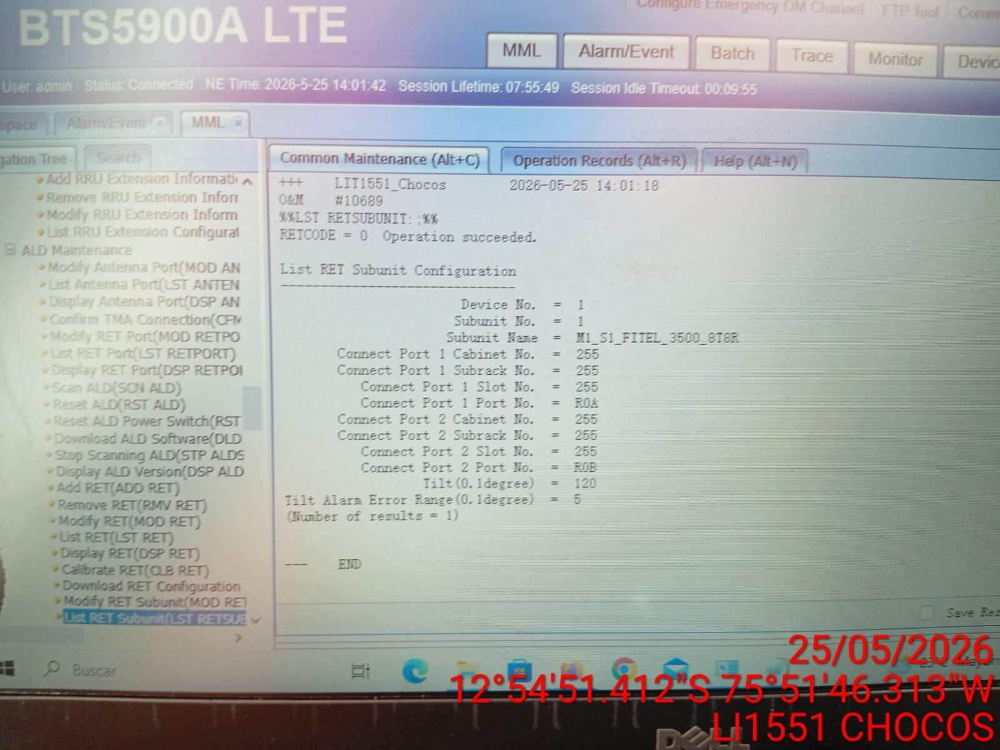 BTS5900A LTE
Configure Emergency OM Channel FTP Tool
MML Alarm/Event Batch Trace Monitor
User: admin Status: Connected NE Time: 2026-5-25 14:01:42 Session Lifetime: 07:55:49 Session Idle Timeout: 00:09:55
space Alarm/Event MML
gation Tree Search
Common Maintenance (Alt+C) Operation Records (Alt+R) Help (Alt+N)
Add RRU Extension Informati
Remove RRU Extension Infor
Modify RRU Extension Inform
List RRU Extension Configurat
ALD Maintenance
Modify Antenna Port(MOD AN
List Antenna Port(LST ANTEN
Display Antenna Port(DSP AN
Confirm TMA Connection(CFM
Modify RET Port(MOD RETPO
List RET Port(LST RETPORT)
Display RET Port(DSP RETPO
Scan ALD(SCN ALD)
Reset ALD(RST ALD)
Reset ALD Power Switch(RST
Download ALD Software(DLD
Stop Scanning ALD(STP ALDS
Display ALD Version(DSP ALD
Add RET(ADD RET)
Remove RET(RMV RET)
Modify RET(MOD RET)
List RET(LST RET)
Display RET(DSP RET)
Calibrate RET(CLB RET)
Download RET Configuration
Modify RET Subunit(MOD RET
List RET Subunit(LST RETSUB
+++ LIT1551_Chocos 2026-05-25 14:01:18
O&M #10689
%%LST RETSUBUNIT: ;%%
RETCODE = 0 Operation succeeded.
List RET Subunit Configuration
------------------------------
Device No. = 1
Subunit No. = 1
Subunit Name = M1_S1_FITEL_3500_8T8R
Connect Port 1 Cabinet No. = 255
Connect Port 1 Subrack No. = 255
Connect Port 1 Slot No. = 255
Connect Port 1 Port No. = R0A
Connect Port 2 Cabinet No. = 255
Connect Port 2 Subrack No. = 255
Connect Port 2 Slot No. = 255
Connect Port 2 Port No. = R0B
Tilt(0.1degree) = 120
Tilt Alarm Error Range(0.1degree) = 5
(Number of results = 1)
--- END
Save Res
Buscar
25/05/2026
12°54'51.412"S 75°51'46.313"W
LI1551 CHOCOS
DELL